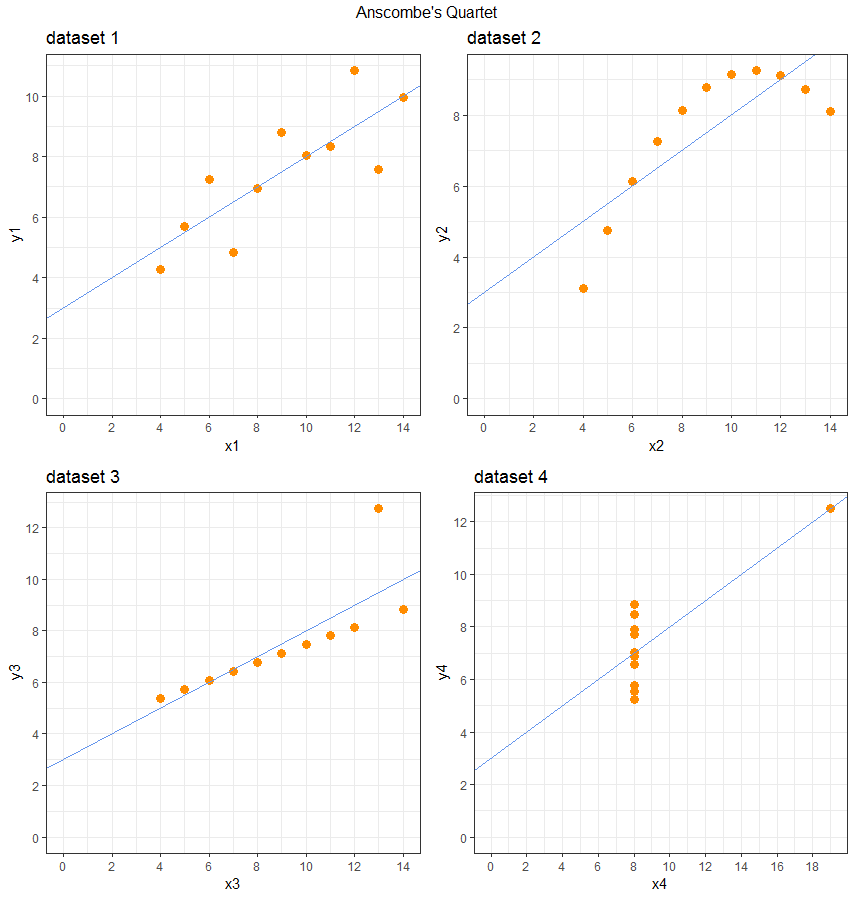 Anscombe's Quartet
dataset 1
y1
10
8
6
4
2
0
0 2 4 6 8 10 12 14
x1
dataset 2
y2
8
6
4
2
0
0 2 4 6 8 10 12 14
x2
dataset 3
y3
12
10
8
6
4
2
0
0 2 4 6 8 10 12 14
x3
dataset 4
y4
12
10
8
6
4
2
0
0 2 4 6 8 10 12 14 16 18
x4